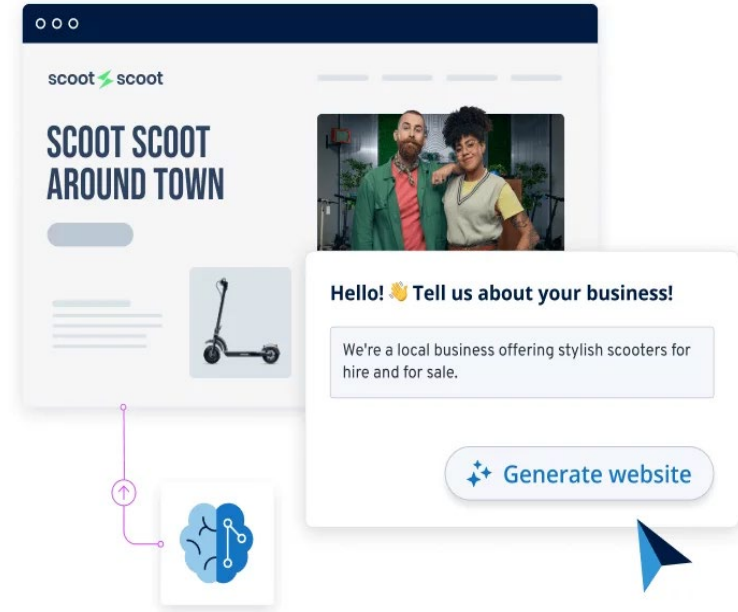 scoot scoot
SCOOT SCOOT
AROUND TOWN
Hello! 👋 Tell us about your business!
We're a local business offering stylish scooters for
hire and for sale.
Generate website